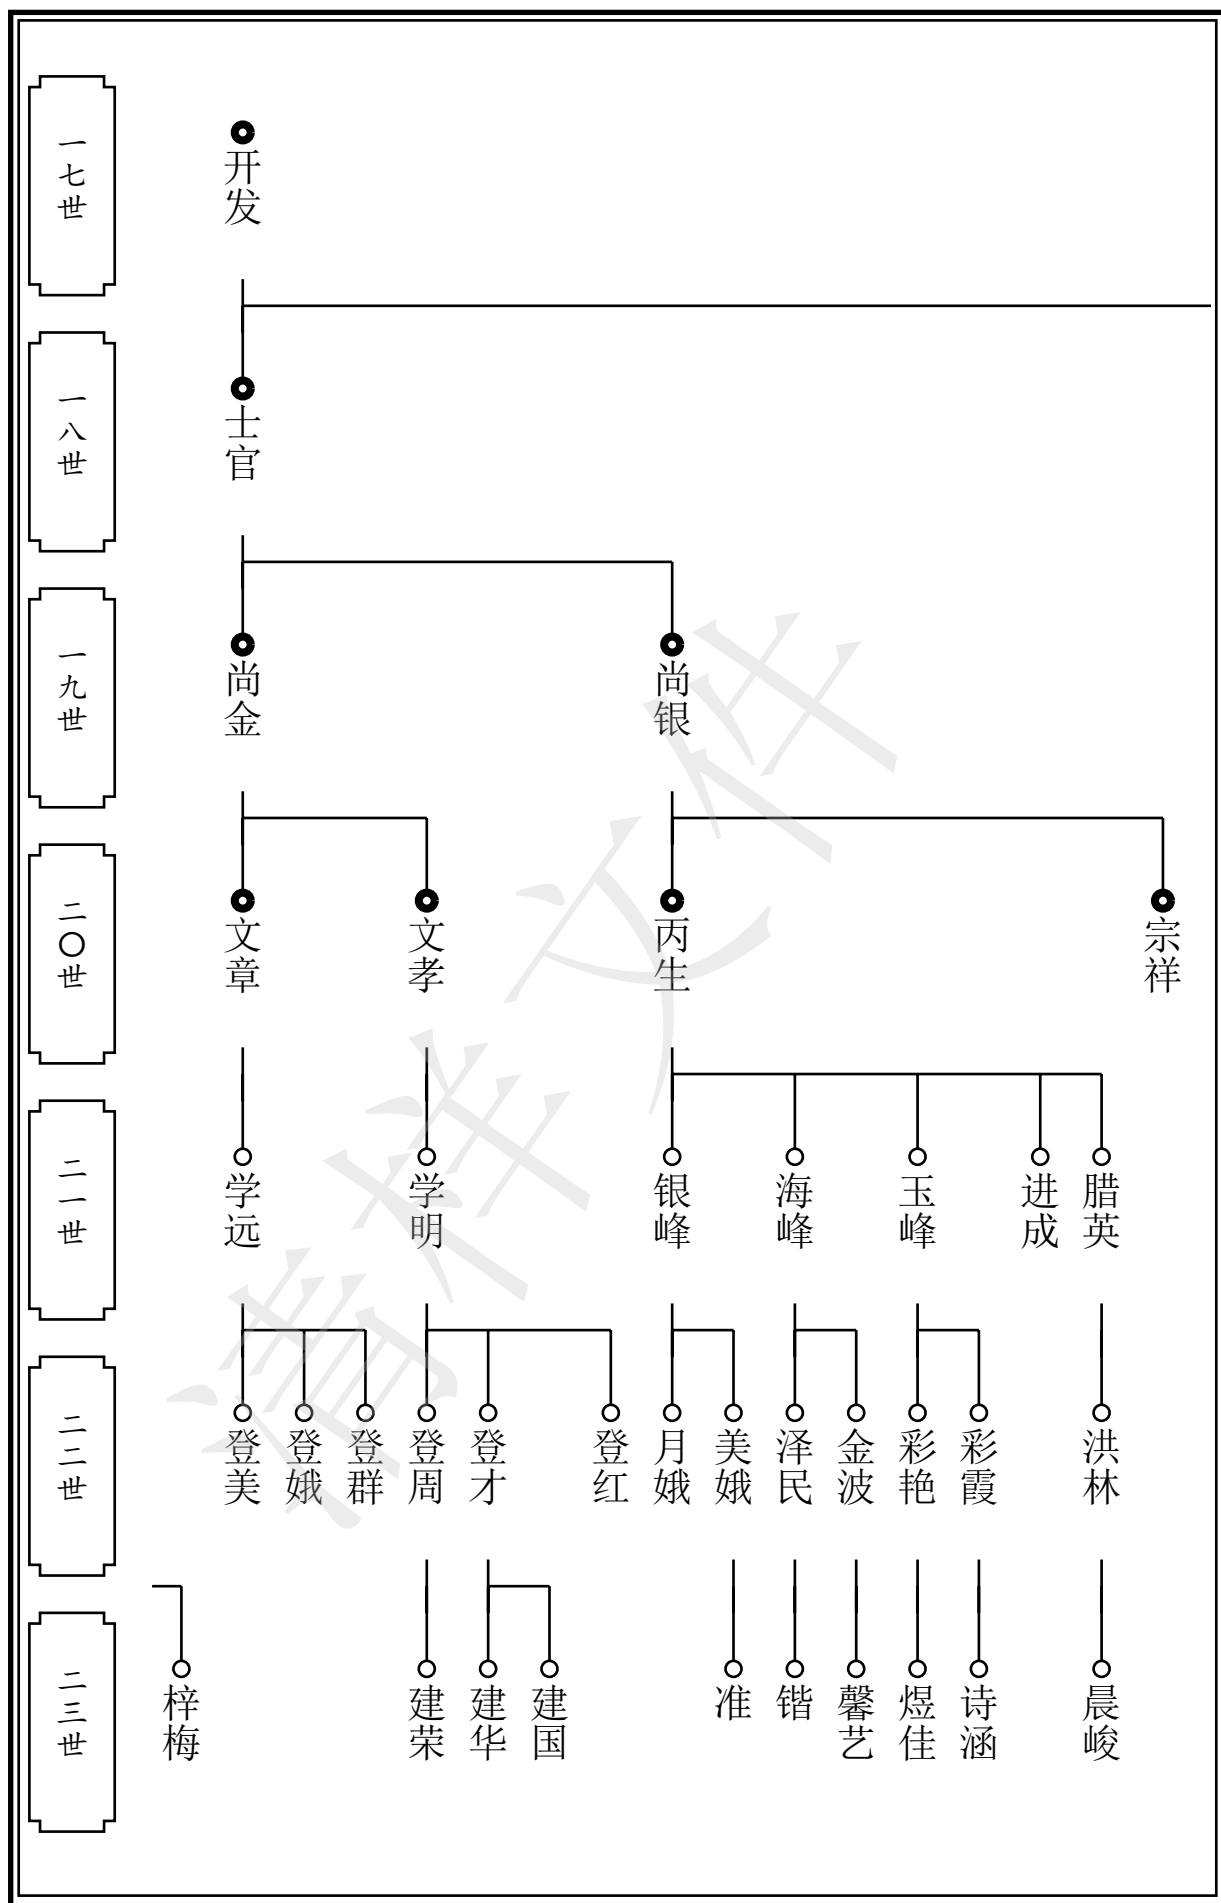 一七世
开发
一八世
士官
一九世
尚金
尚银
二〇世
文章
文孝
丙生
宗祥
二一世
学远
学明
银峰
海峰
玉峰
进成
腊英
二二世
登美
登娥
登群
登周
登才
登红
月娥
美娥
泽民
金波
彩艳
彩霞
洪林
二三世
梓梅
建荣
建华
建国
准
锴
馨艺
煜佳
诗涵
晨峻
清样文件